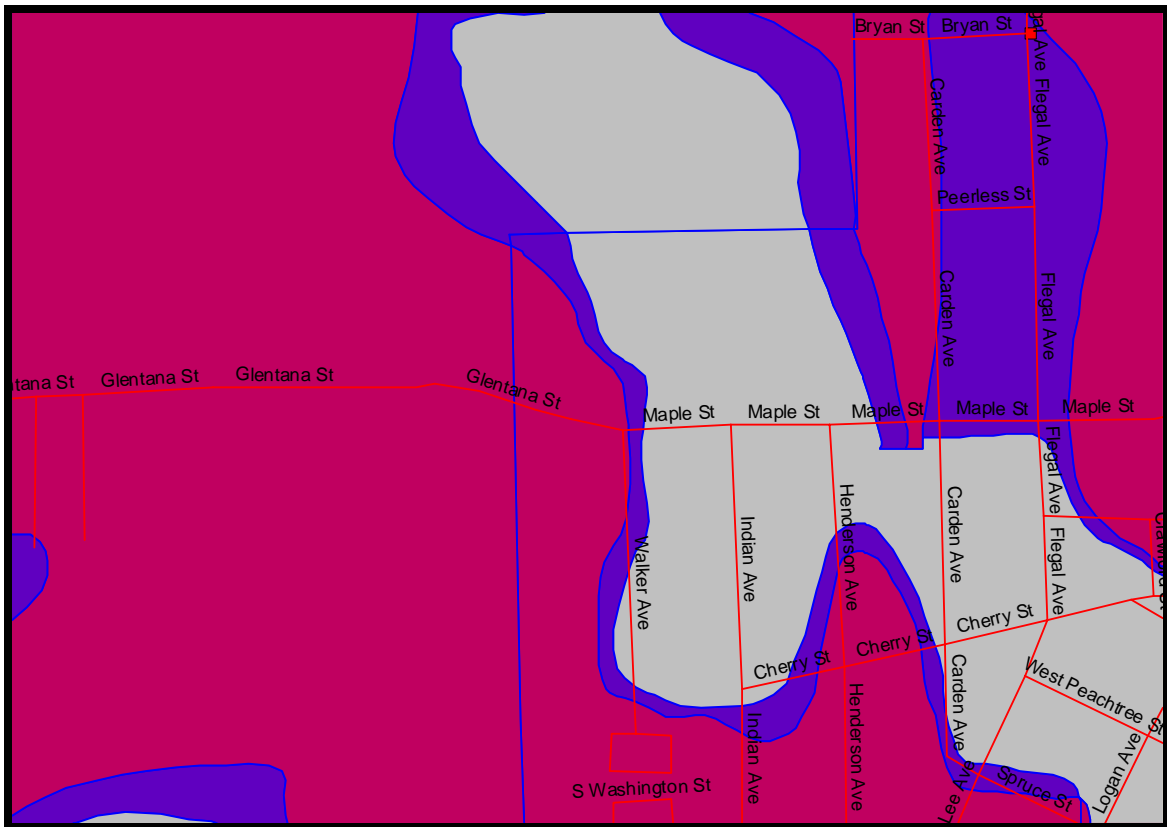 Bryan St
Bryan St
gal Ave
Flegal Ave
Carden Ave
Peerless St
Carden Ave
Flegal Ave
ntana St
Glentana St
Glentana St
Glentana St
Maple St
Maple St
Maple St
Maple St
Maple St
Flegal Ave
Indian Ave
Henderson Ave
Carden Ave
Flegal Ave
Walker Ave
Cherry St
Cherry St
Cherry St
Carden Ave
West Peachtree St
Indian Ave
Henderson Ave
Logan Ave
Lee Ave
Spruce St
S Washington St